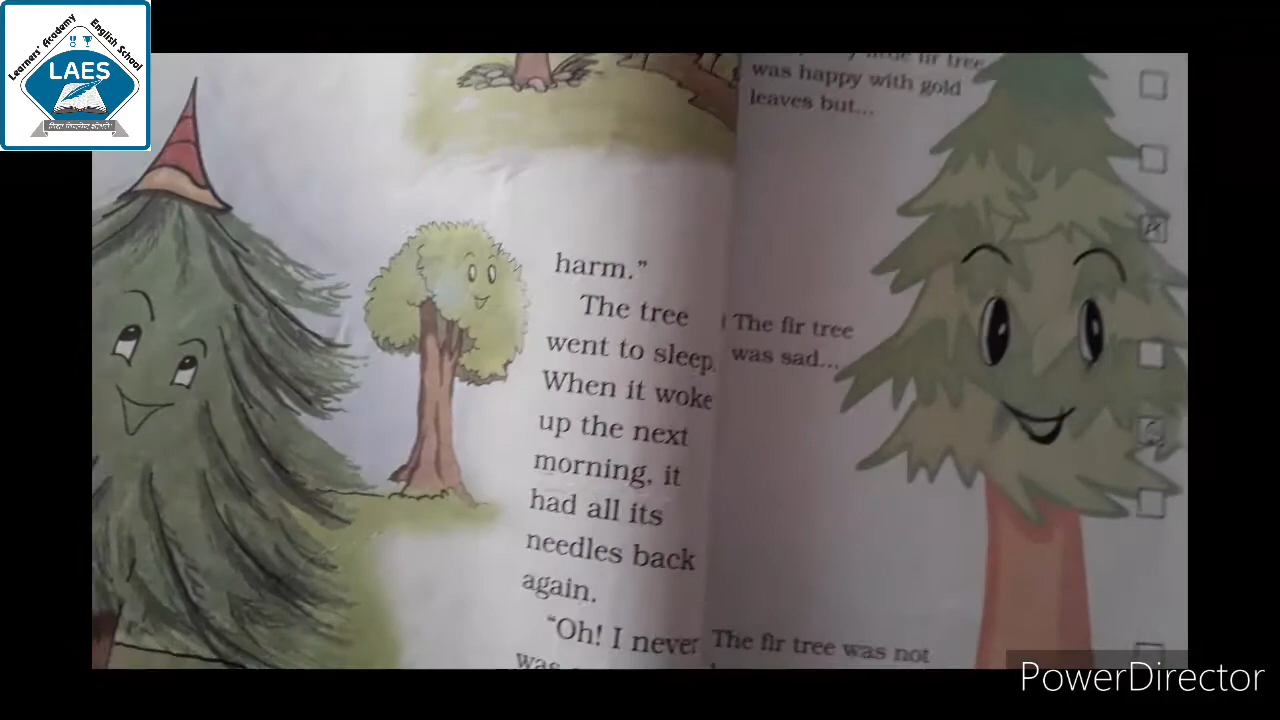 Learners' Academy English School
LAES
was happy with gold
leaves but...
harm."
The tree
went to sleep.
When it woke
up the next
morning, it
had all its
needles back
again.
"Oh! I never
was
The fir tree
was sad...
The fir tree was not
PowerDirector